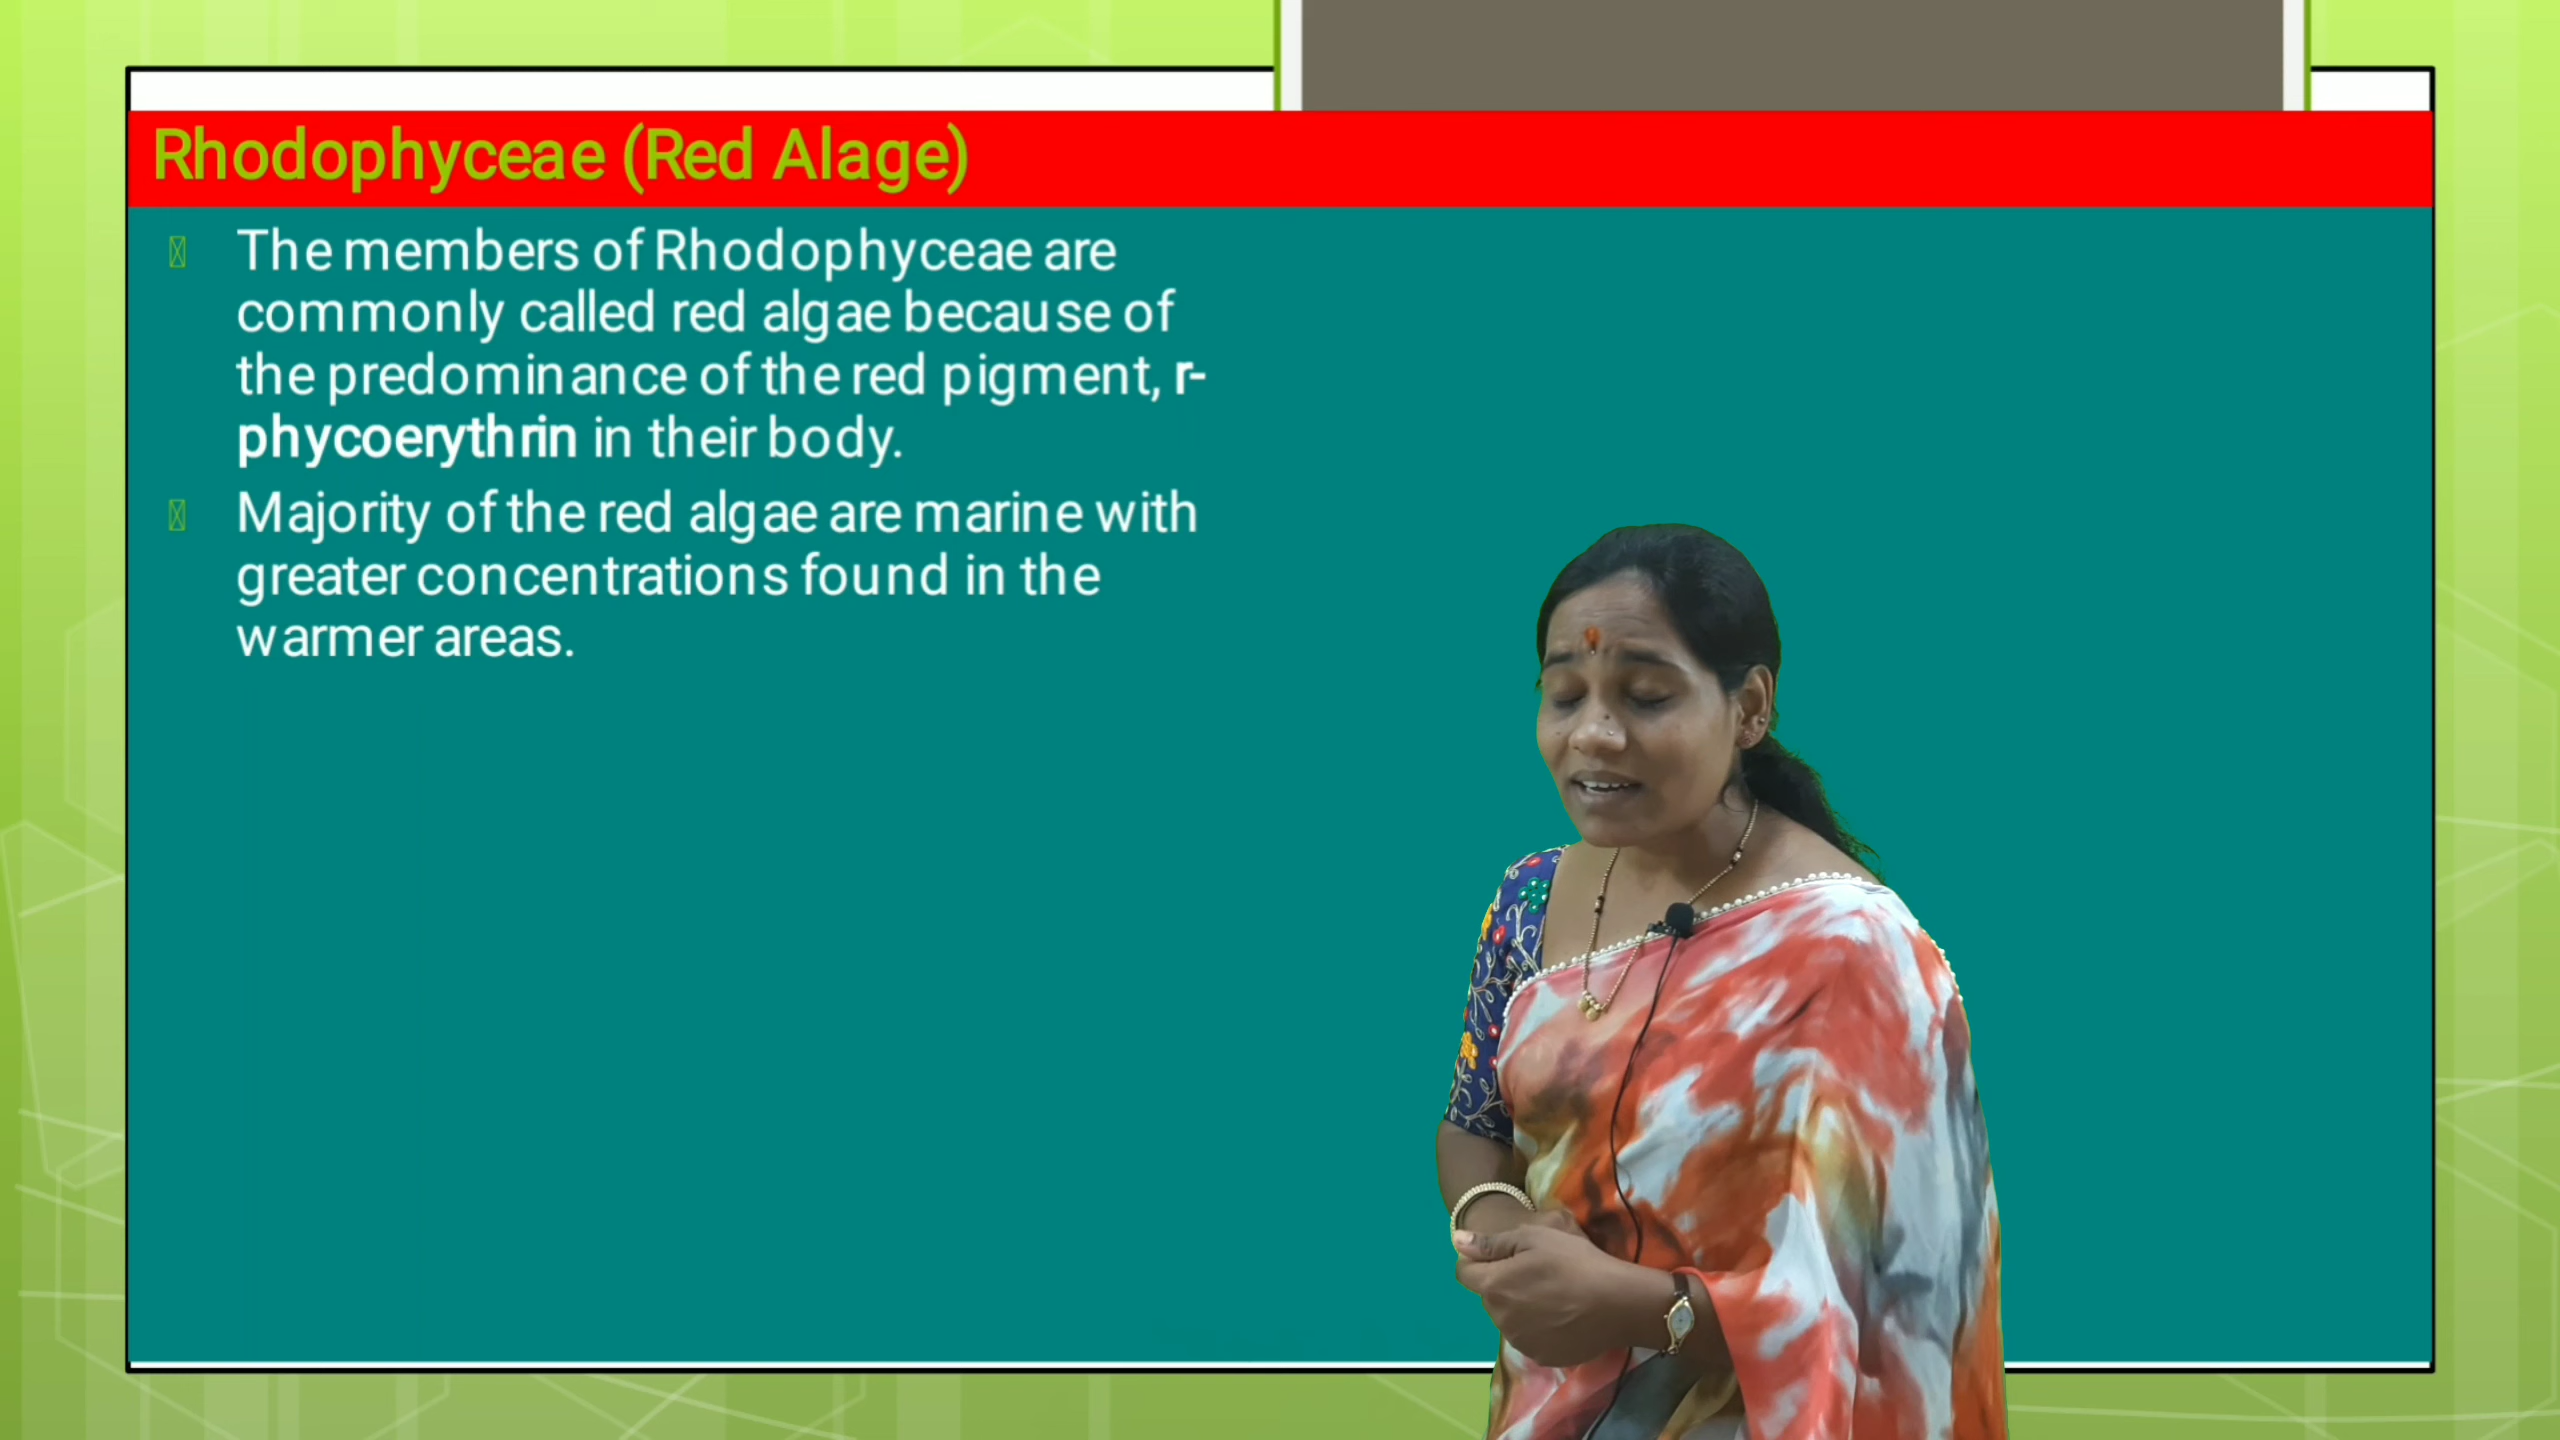 Rhodophyceae (Red Alage)
The members of Rhodophyceae are
commonly called red algae because of
the predominance of the red pigment, r-
phycoerythrin in their body.
Majority of the red algae are marine with
greater concentrations found in the
warmer areas.